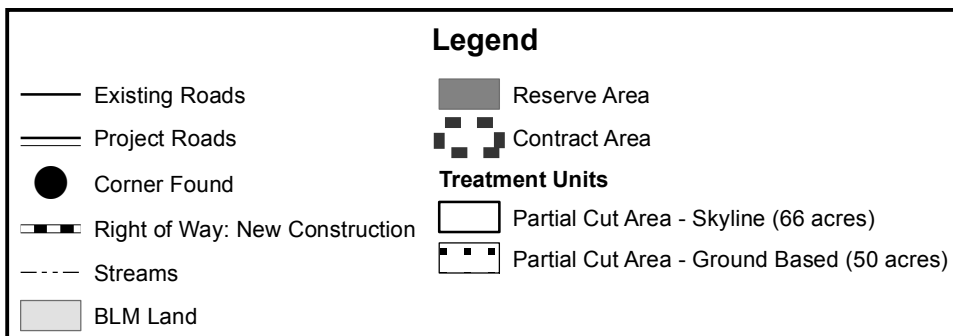 Legend
Existing Roads
Project Roads
Corner Found
Right of Way: New Construction
Streams
BLM Land
Reserve Area
Contract Area
Treatment Units
Partial Cut Area - Skyline (66 acres)
Partial Cut Area - Ground Based (50 acres)